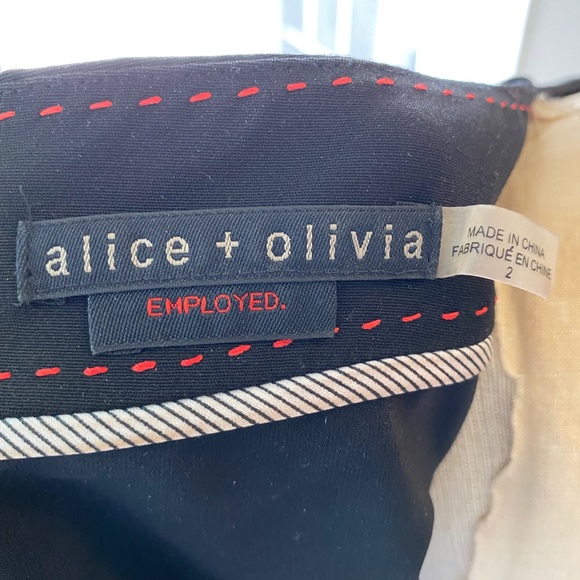 alice + olivia
EMPLOYED.
MADE IN CHINA
FABRIQUÉ EN CHINE
2